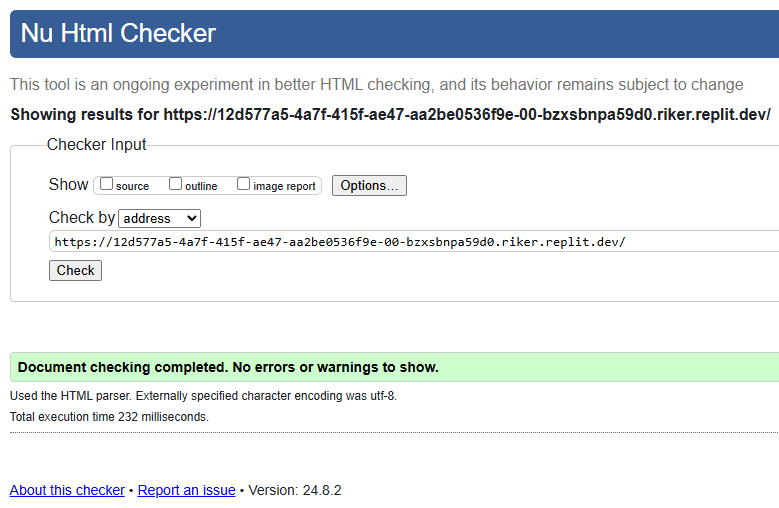 Nu Html Checker
This tool is an ongoing experiment in better HTML checking, and its behavior remains subject to change
Showing results for https://12d577a5-4a7f-415f-ae47-aa2be0536f9e-00-bzxsbnpa59d0.riker.replit.dev/
Checker Input
Show source outline image report Options...
Check by address
https://12d577a5-4a7f-415f-ae47-aa2be0536f9e-00-bzxsbnpa59d0.riker.replit.dev/
Check
Document checking completed. No errors or warnings to show.
Used the HTML parser. Externally specified character encoding was utf-8.
Total execution time 232 milliseconds.
About this checker • Report an issue • Version: 24.8.2